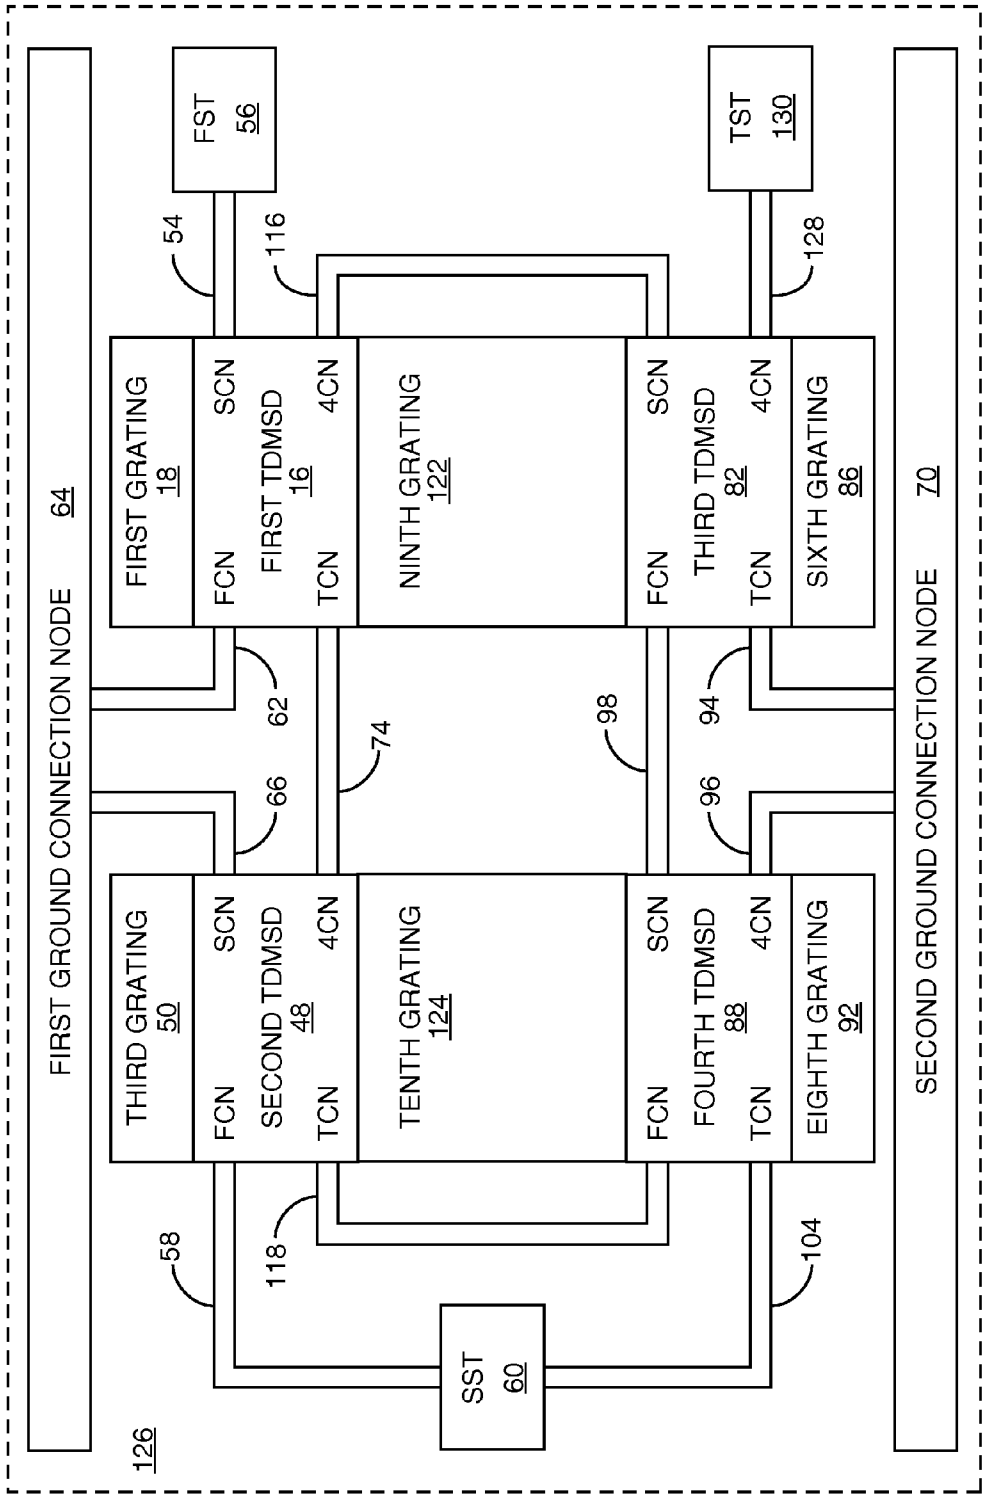 FIRST GROUND CONNECTION NODE 64
126
THIRD GRATING
50
FIRST GRATING
18
58
54
FST
56
FCN SCN
SECOND TDMSD
48
TCN 4CN
FCN SCN
FIRST TDMSD
16
TCN 4CN
118
66
62
116
74
TENTH GRATING
124
NINTH GRATING
122
SST
60
98
FCN SCN
FOURTH TDMSD
88
TCN 4CN
FCN SCN
THIRD TDMSD
82
TCN 4CN
96
94
TST
130
104
128
EIGHTH GRATING
92
SIXTH GRATING
86
SECOND GROUND CONNECTION NODE 70